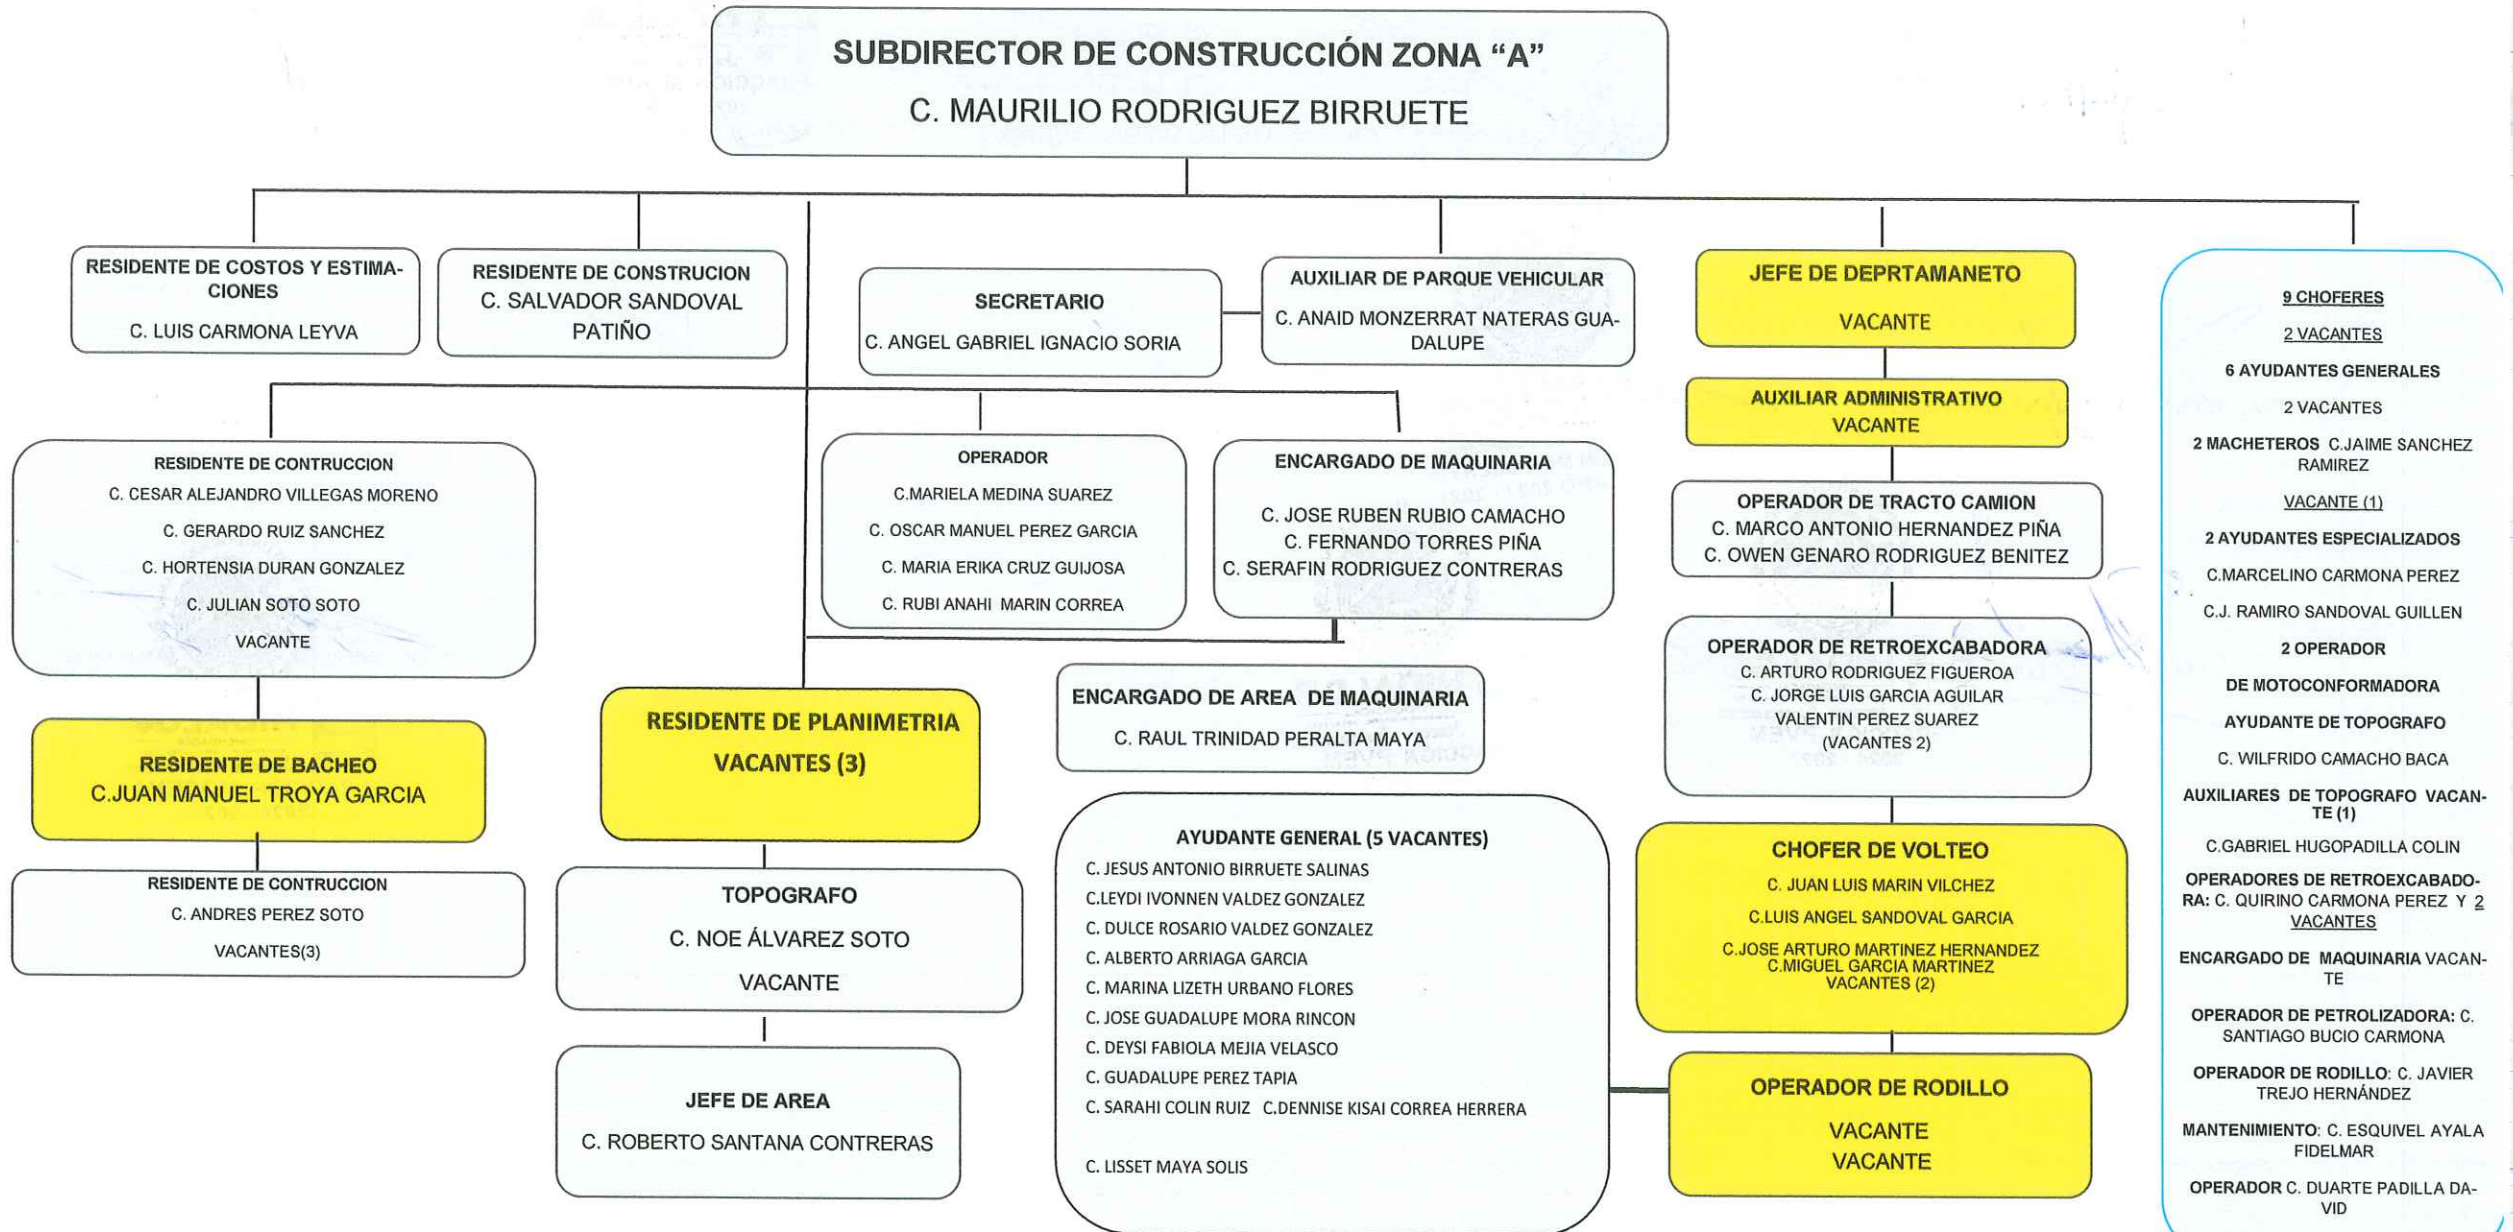 SUBDIRECTOR DE CONSTRUCCIÓN ZONA “A”
C. MAURILIO RODRIGUEZ BIRRUETE
RESIDENTE DE COSTOS Y ESTIMA-
CIONES
C. LUIS CARMONA LEYVA
RESIDENTE DE CONSTRUCION
C. SALVADOR SANDOVAL
PATIÑO
SECRETARIO
C. ANGEL GABRIEL IGNACIO SORIA
AUXILIAR DE PARQUE VEHICULAR
C. ANAID MONZERRAT NATERAS GUA-
DALUPE
JEFE DE DEPRTAMANETO
VACANTE
AUXILIAR ADMINISTRATIVO
VACANTE
RESIDENTE DE CONTRUCCION
C. CESAR ALEJANDRO VILLEGAS MORENO
C. GERARDO RUIZ SANCHEZ
C. HORTENSIA DURAN GONZALEZ
C. JULIAN SOTO SOTO
VACANTE
OPERADOR
C.MARIELA MEDINA SUAREZ
C. OSCAR MANUEL PEREZ GARCIA
C. MARIA ERIKA CRUZ GUIJOSA
C. RUBI ANAHI  MARIN CORREA
ENCARGADO DE MAQUINARIA
C. JOSE RUBEN RUBIO CAMACHO
C. FERNANDO TORRES PIÑA
C. SERAFIN RODRIGUEZ CONTRERAS
OPERADOR DE TRACTO CAMION
C. MARCO ANTONIO HERNANDEZ PIÑA
C. OWEN GENARO RODRIGUEZ BENITEZ
OPERADOR DE RETROEXCABADORA
C. ARTURO RODRIGUEZ FIGUEROA
C. JORGE LUIS GARCIA AGUILAR
VALENTIN PEREZ SUAREZ
(VACANTES 2)
RESIDENTE DE BACHEO
C.JUAN MANUEL TROYA GARCIA
RESIDENTE DE PLANIMETRIA
VACANTES (3)
ENCARGADO DE AREA  DE MAQUINARIA
C. RAUL TRINIDAD PERALTA MAYA
RESIDENTE DE CONTRUCCION
C. ANDRES PEREZ SOTO
VACANTES(3)
TOPOGRAFO
C. NOE ÁLVAREZ SOTO
VACANTE
JEFE DE AREA
C. ROBERTO SANTANA CONTRERAS
AYUDANTE GENERAL (5 VACANTES)
C. JESUS ANTONIO BIRRUETE SALINAS
C.LEYDI IVONNEN VALDEZ GONZALEZ
C. DULCE ROSARIO VALDEZ GONZALEZ
C. ALBERTO ARRIAGA GARCIA
C. MARINA LIZETH URBANO FLORES
C. JOSE GUADALUPE MORA RINCON
C. DEYSI FABIOLA MEJIA VELASCO
C. GUADALUPE PEREZ TAPIA
C. SARAHI COLIN RUIZ   C.DENNISE KISAI CORREA HERRERA
C. LISSET MAYA SOLIS
CHOFER DE VOLTEO
C. JUAN LUIS MARIN VILCHEZ
C.LUIS ANGEL SANDOVAL GARCIA
C.JOSE ARTURO MARTINEZ HERNANDEZ
C.MIGUEL GARCIA MARTINEZ
VACANTES (2)
OPERADOR DE RODILLO
VACANTE
VACANTE
9 CHOFERES
2 VACANTES
6 AYUDANTES GENERALES
2 VACANTES
2 MACHETEROS  C.JAIME SANCHEZ
RAMIREZ
VACANTE (1)
2 AYUDANTES ESPECIALIZADOS
C.MARCELINO CARMONA PEREZ
C.J. RAMIRO SANDOVAL GUILLEN
2 OPERADOR
DE MOTOCONFORMADORA
AYUDANTE DE TOPOGRAFO
C. WILFRIDO CAMACHO BACA
AUXILIARES  DE TOPOGRAFO  VACAN-
TE (1)
C.GABRIEL HUGOPADILLA COLIN
OPERADORES DE RETROEXCABADO-
RA: C. QUIRINO CARMONA PEREZ  Y  2
VACANTES
ENCARGADO DE  MAQUINARIA VACAN-
TE
OPERADOR DE PETROLIZADORA: C.
SANTIAGO BUCIO CARMONA
OPERADOR DE RODILLO: C. JAVIER
TREJO HERNÁNDEZ
MANTENIMIENTO: C. ESQUIVEL AYALA
FIDELMAR
OPERADOR C. DUARTE PADILLA DA-
VID